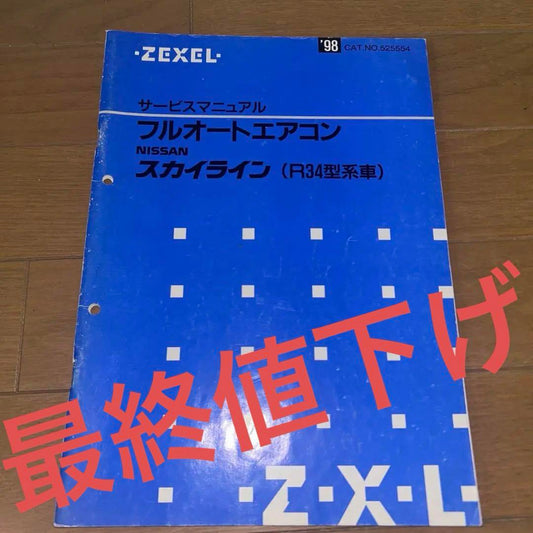 ·ZEXEL·
'98 CAT.NO.525554
サービスマニュアル
フルオートエアコン
NISSAN
スカイライン（R34型系車）
最終値下げ
·Z·X·L·